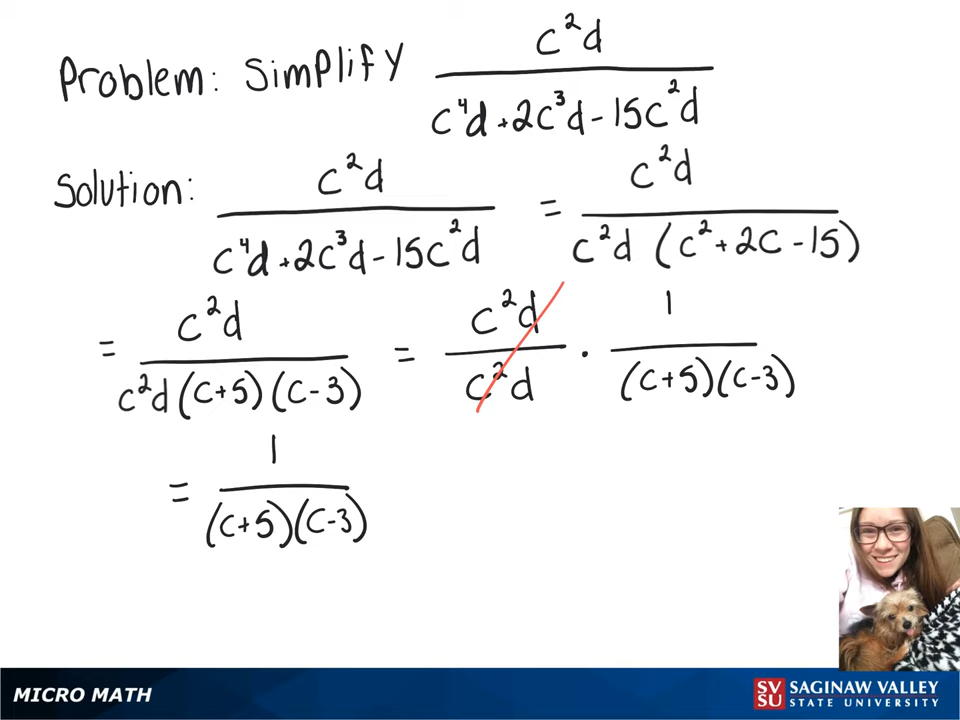 Problem: Simplify c²d / (c⁴d + 2c³d - 15c²d)
Solution: c²d / (c⁴d + 2c³d - 15c²d) = c²d / (c²d (c² + 2c - 15))
= c²d / (c²d (c+5)(c-3)) = c²d / c²d · 1 / ((c+5)(c-3))
= 1 / ((c+5)(c-3))
MICRO MATH
SVSU SAGINAW VALLEY
STATE UNIVERSITY